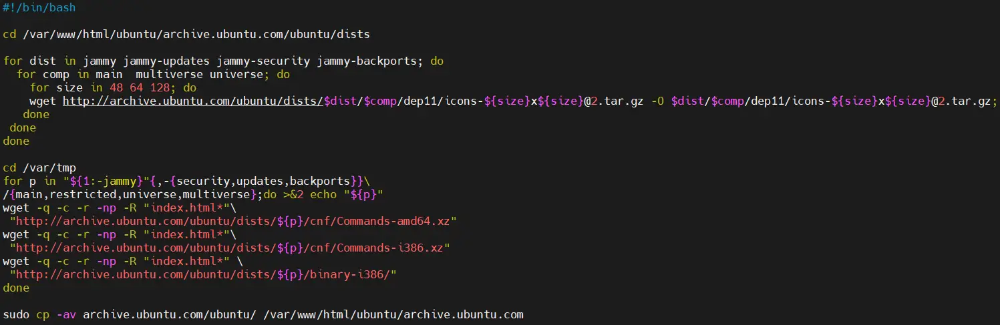 #!/bin/bash

cd /var/www/html/ubuntu/archive.ubuntu.com/ubuntu/dists

for dist in jammy jammy-updates jammy-security jammy-backports; do
  for comp in main  multiverse universe; do
    for size in 48 64 128; do
    wget http://archive.ubuntu.com/ubuntu/dists/$dist/$comp/dep11/icons-${size}x${size}@2.tar.gz -O $dist/$comp/dep11/icons-${size}x${size}@2.tar.gz;
   done
 done
done

cd /var/tmp
for p in "${1:-jammy}"{,-{security,updates,backports}}\
/{main,restricted,universe,multiverse};do >&2 echo "${p}"
wget -q -c -r -np -R "index.html*"\
 "http://archive.ubuntu.com/ubuntu/dists/${p}/cnf/Commands-amd64.xz"
wget -q -c -r -np -R "index.html*"\
 "http://archive.ubuntu.com/ubuntu/dists/${p}/cnf/Commands-i386.xz"
wget -q -c -r -np -R "index.html*" \
 "http://archive.ubuntu.com/ubuntu/dists/${p}/binary-i386/"
done

sudo cp -av archive.ubuntu.com/ubuntu/ /var/www/html/ubuntu/archive.ubuntu.com